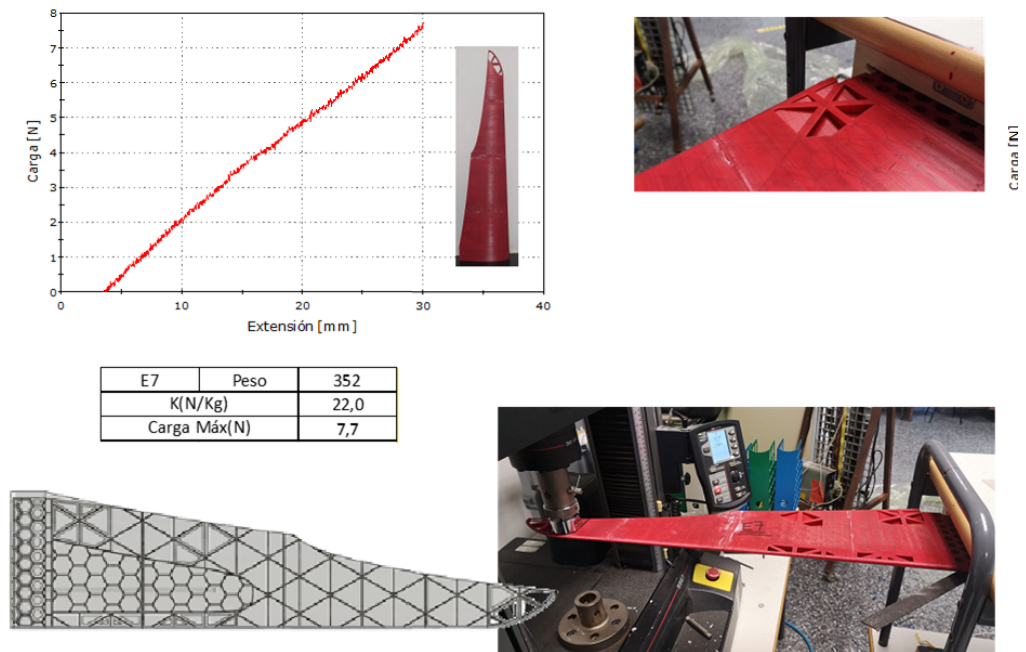 8
7
6
5
4
3
2
1
0
Carga [N]
0 10 20 30 40
Extensión [mm]
Carga [N]
E7 Peso 352
K(N/Kg) 22,0
Carga Máx(N) 7,7
E7